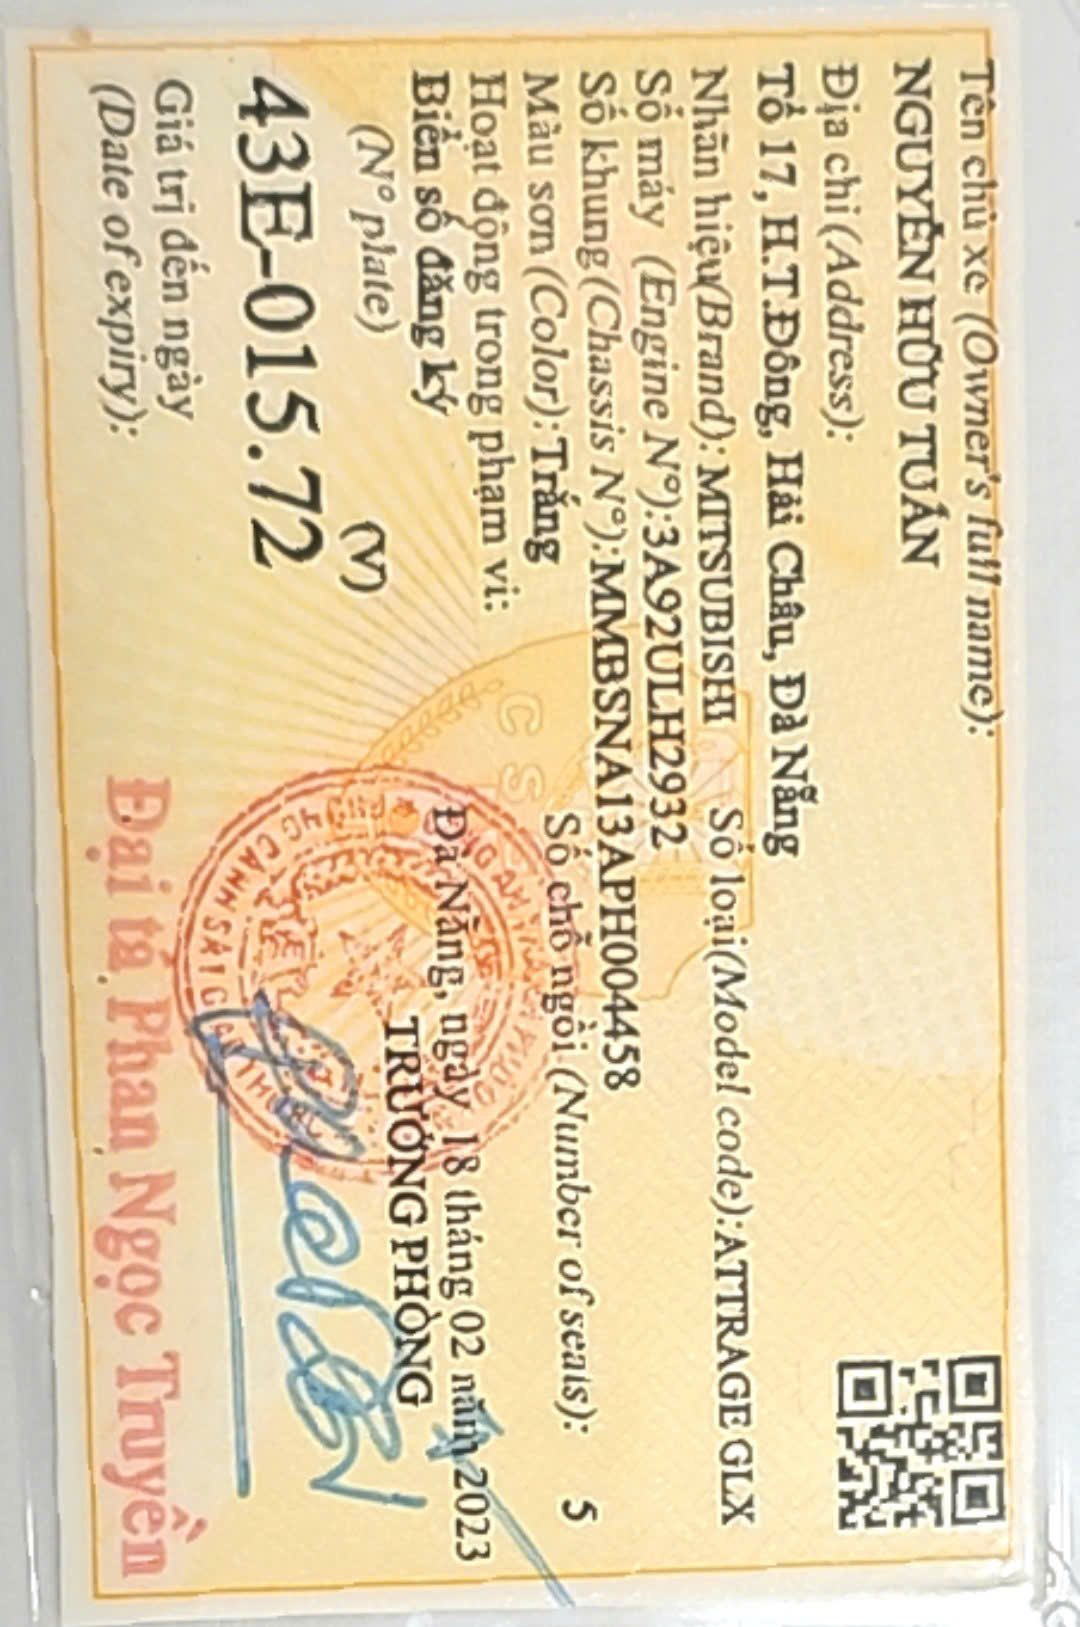 Tên chủ xe (Owner's full name):
NGUYỄN HỮU TUẤN
Địa chỉ (Address):
Tổ 17, H.T.Đông, Hải Châu, Đà Nẵng
Nhãn hiệu(Brand): MITSUBISHI Số loại(Model code):ATTRAGE GLX
Số máy (Engine N°):3A92ULH2932
Số khung(Chassis N°):MMBSNA13APH004458
Màu sơn (Color): Trắng Số chỗ ngồi (Number of seats): 5
Hoạt động trong phạm vi:
Biển số đăng ký
(N° plate) (V)
43E-015.72
Giá trị đến ngày
(Date of expiry):
Đà Nẵng, ngày 18 tháng 02 năm 2023
TRƯỞNG PHÒNG
Đại tá Phan Ngọc Truyền
CS